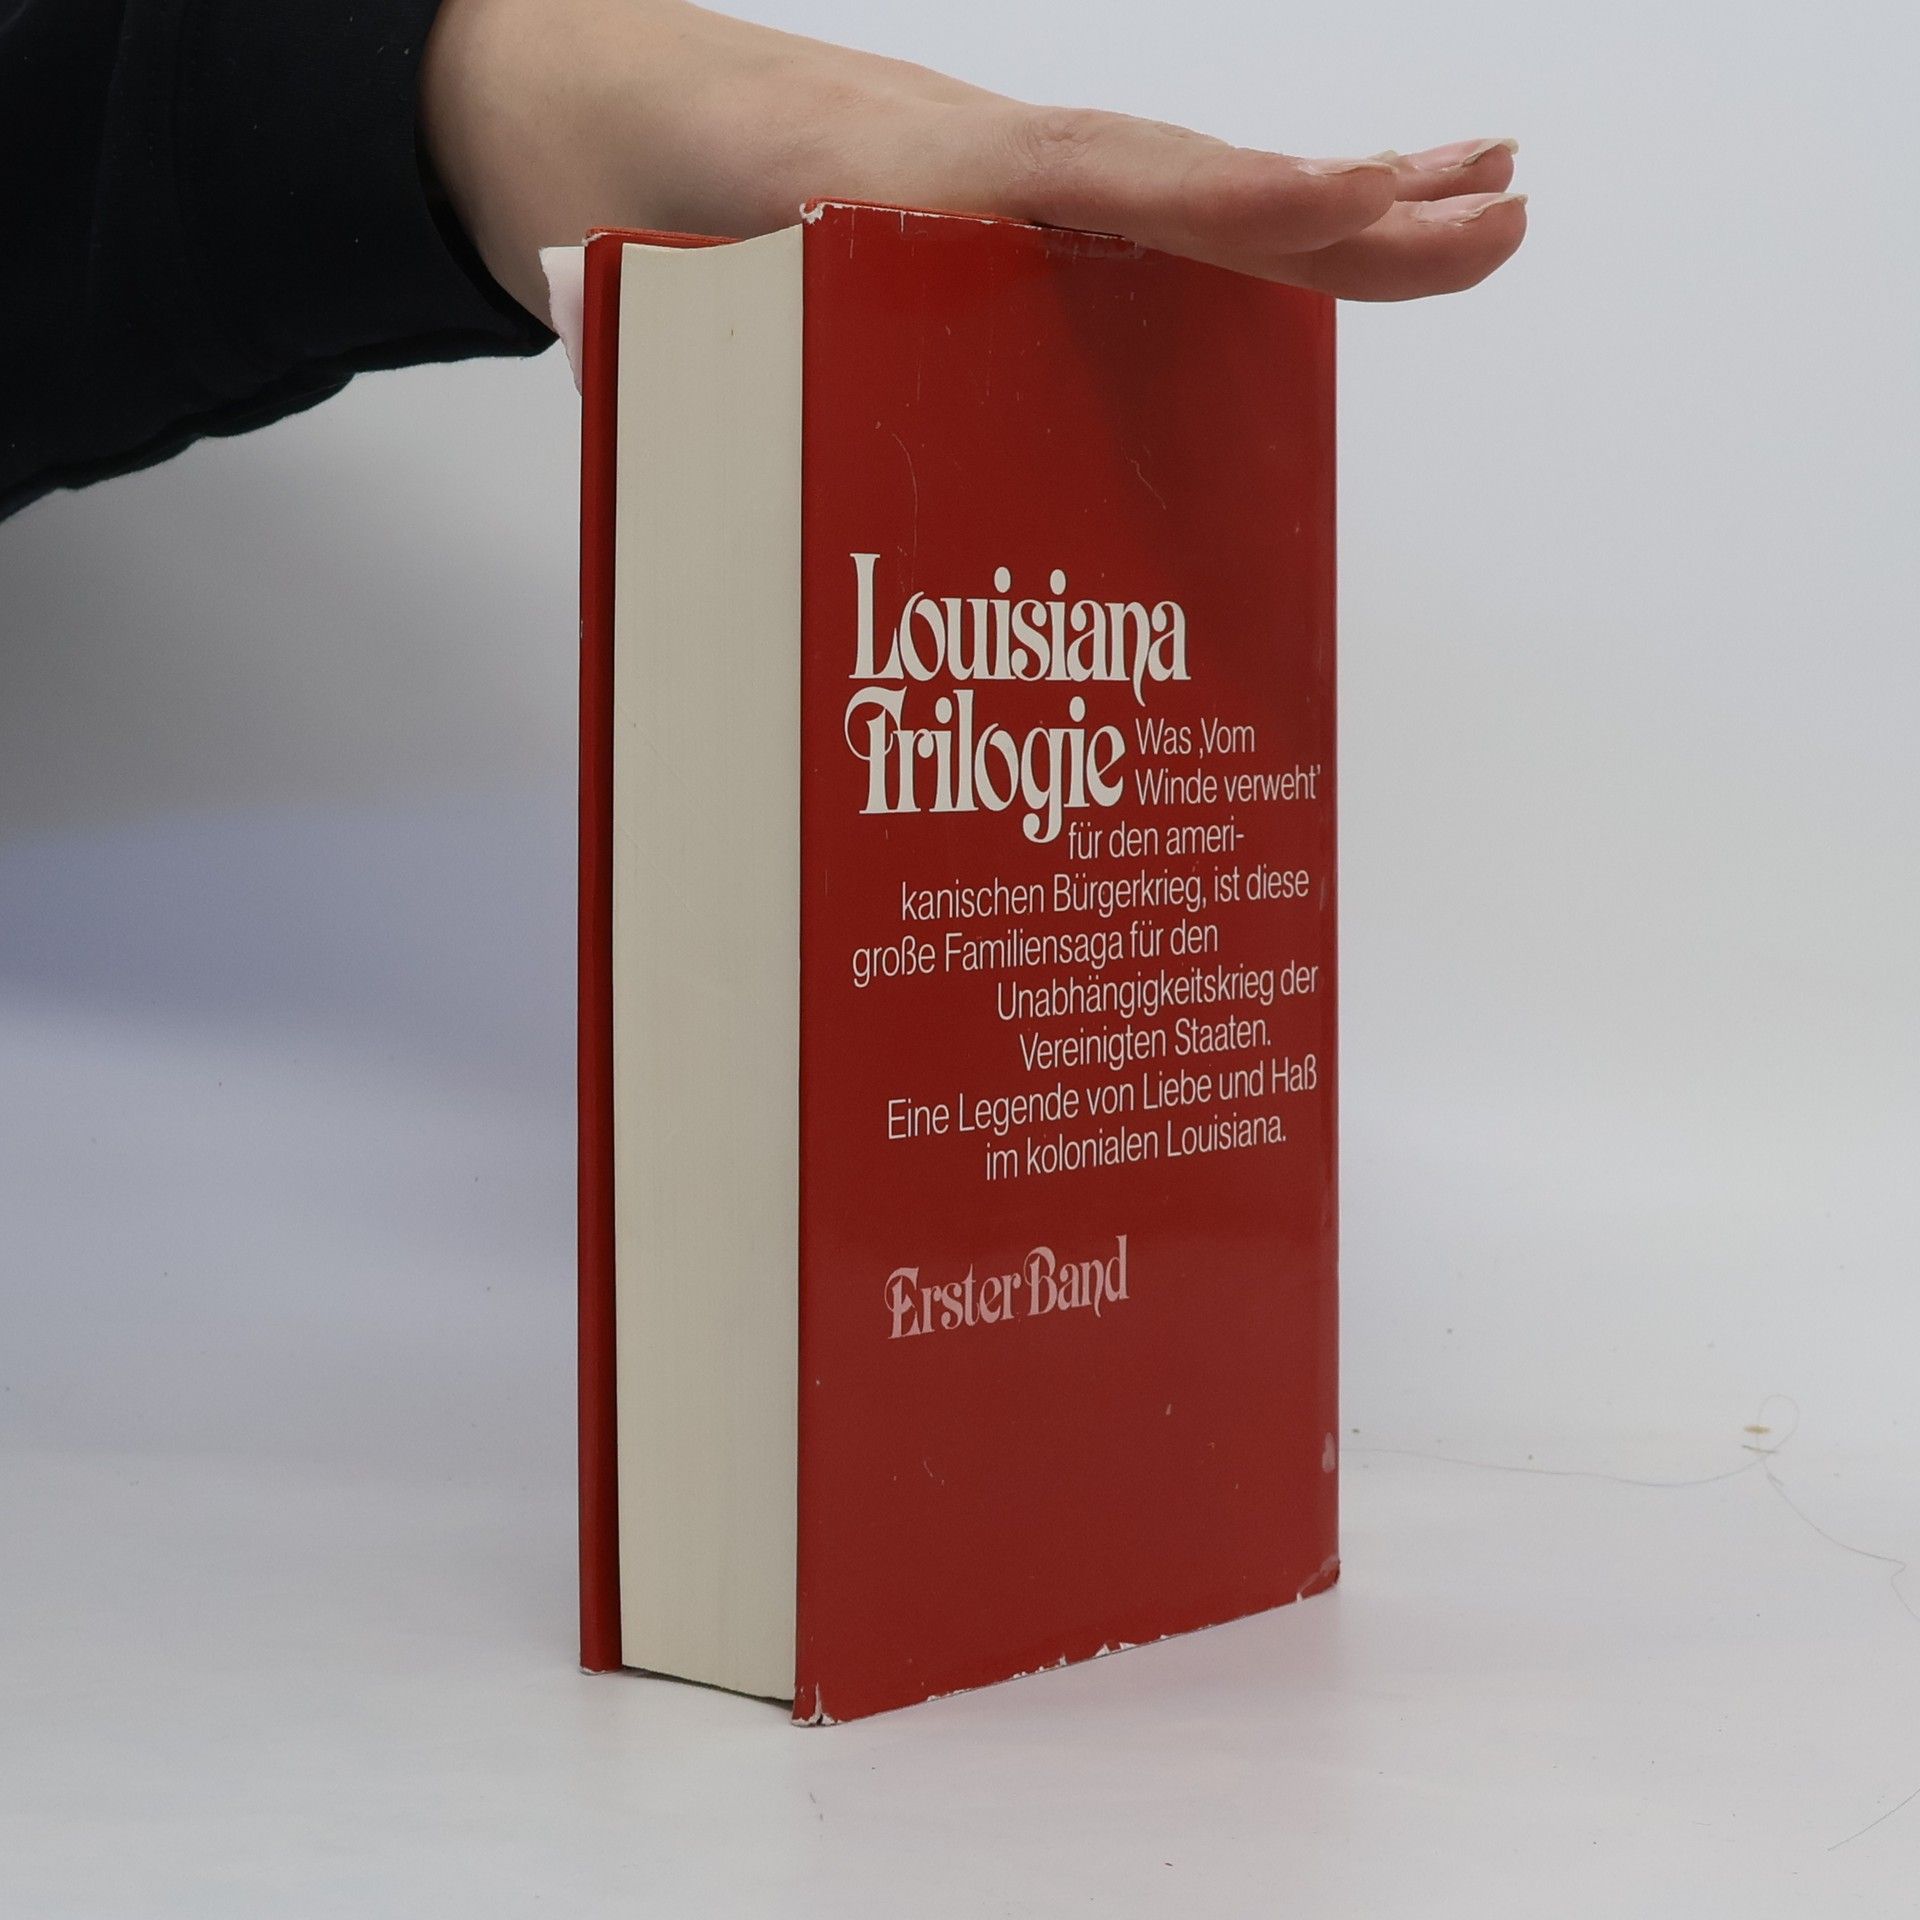 Louisiana
Trilogie
Was ‚Vom
Winde verweht’
für den ameri-
kanischen Bürgerkrieg, ist diese
große Familiensaga für den
Unabhängigkeitskrieg der
Vereinigten Staaten.
Eine Legende von Liebe und Haß
im kolonialen Louisiana.
Erster Band